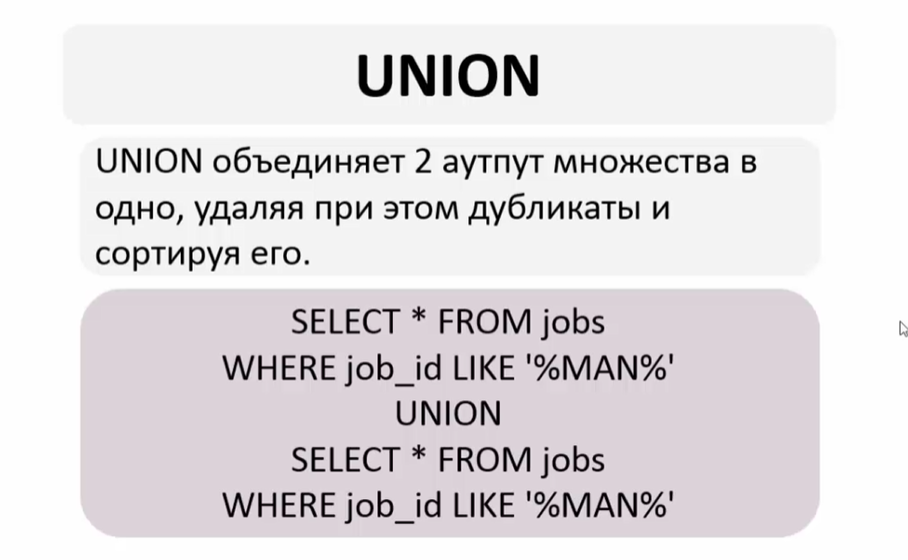 UNION
UNION объединяет 2 аутпут множества в
одно, удаляя при этом дубликаты и
сортируя его.
SELECT * FROM jobs
WHERE job_id LIKE '%MAN%'
UNION
SELECT * FROM jobs
WHERE job_id LIKE '%MAN%'